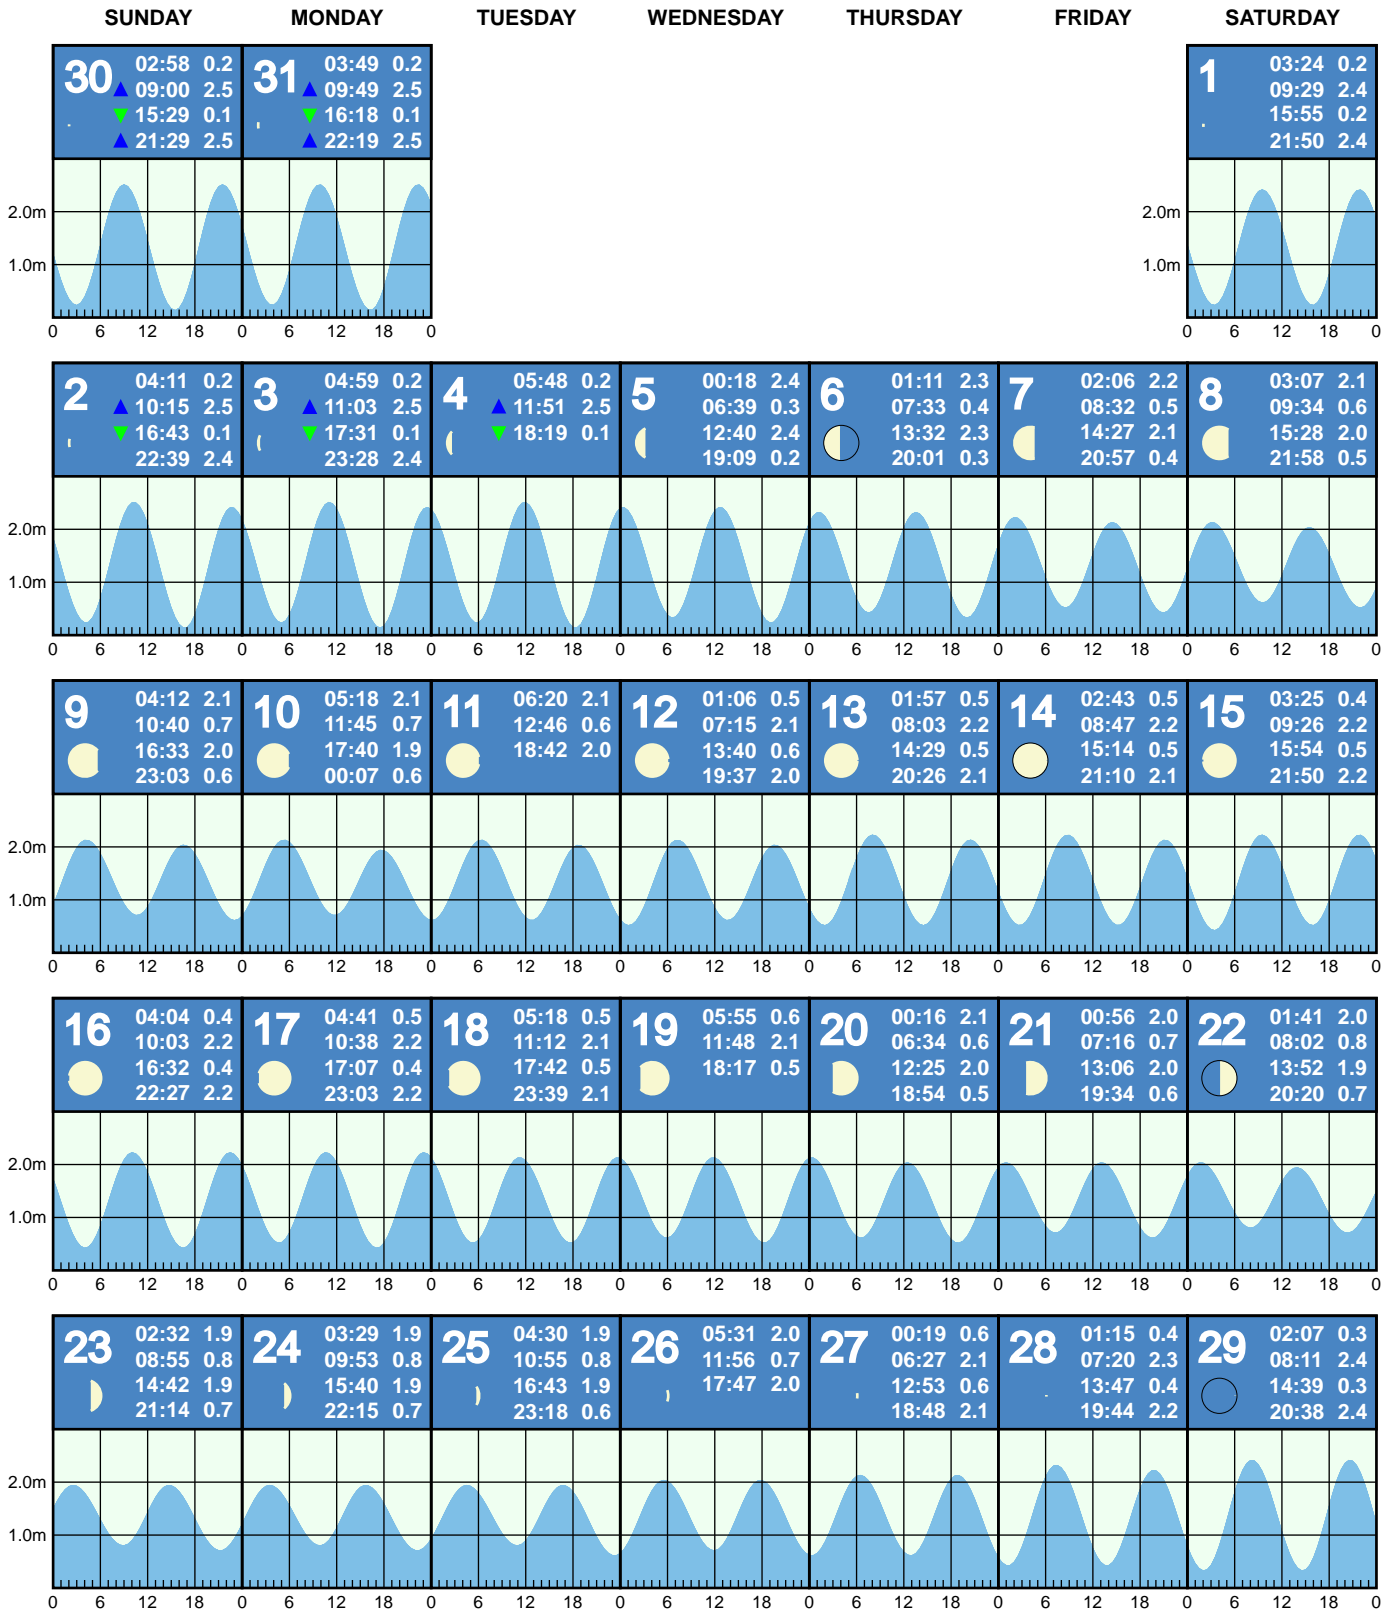 SUNDAY MONDAY TUESDAY WEDNESDAY THURSDAY FRIDAY SATURDAY
30 02:58 0.2
09:00 2.5
15:29 0.1
21:29 2.5
31 03:49 0.2
09:49 2.5
16:18 0.1
22:19 2.5
1 03:24 0.2
09:29 2.4
15:55 0.2
21:50 2.4
2.0m 2.0m
1.0m 1.0m
0 6 12 18 0 6 12 18 0 0 6 12 18 0
2 04:11 0.2
10:15 2.5
16:43 0.1
22:39 2.4
3 04:59 0.2
11:03 2.5
17:31 0.1
23:28 2.4
4 05:48 0.2
11:51 2.5
18:19 0.1
5 00:18 2.4
06:39 0.3
12:40 2.4
19:09 0.2
6 01:11 2.3
07:33 0.4
13:32 2.3
20:01 0.3
7 02:06 2.2
08:32 0.5
14:27 2.1
20:57 0.4
8 03:07 2.1
09:34 0.6
15:28 2.0
21:58 0.5
2.0m
1.0m
0 6 12 18 0 6 12 18 0 6 12 18 0 6 12 18 0 6 12 18 0 6 12 18 0 6 12 18 0
9 04:12 2.1
10:40 0.7
16:33 2.0
23:03 0.6
10 05:18 2.1
11:45 0.7
17:40 1.9
00:07 0.6
11 06:20 2.1
12:46 0.6
18:42 2.0
12 01:06 0.5
07:15 2.1
13:40 0.6
19:37 2.0
13 01:57 0.5
08:03 2.2
14:29 0.5
20:26 2.1
14 02:43 0.5
08:47 2.2
15:14 0.5
21:10 2.1
15 03:25 0.4
09:26 2.2
15:54 0.5
21:50 2.2
2.0m
1.0m
0 6 12 18 0 6 12 18 0 6 12 18 0 6 12 18 0 6 12 18 0 6 12 18 0 6 12 18 0
16 04:04 0.4
10:03 2.2
16:32 0.4
22:27 2.2
17 04:41 0.5
10:38 2.2
17:07 0.4
23:03 2.2
18 05:18 0.5
11:12 2.1
17:42 0.5
23:39 2.1
19 05:55 0.6
11:48 2.1
18:17 0.5
20 00:16 2.1
06:34 0.6
12:25 2.0
18:54 0.5
21 00:56 2.0
07:16 0.7
13:06 2.0
19:34 0.6
22 01:41 2.0
08:02 0.8
13:52 1.9
20:20 0.7
2.0m
1.0m
0 6 12 18 0 6 12 18 0 6 12 18 0 6 12 18 0 6 12 18 0 6 12 18 0 6 12 18 0
23 02:32 1.9
08:55 0.8
14:42 1.9
21:14 0.7
24 03:29 1.9
09:53 0.8
15:40 1.9
22:15 0.7
25 04:30 1.9
10:55 0.8
16:43 1.9
23:18 0.6
26 05:31 2.0
11:56 0.7
17:47 2.0
27 00:19 0.6
06:27 2.1
12:53 0.6
18:48 2.1
28 01:15 0.4
07:20 2.3
13:47 0.4
19:44 2.2
29 02:07 0.3
08:11 2.4
14:39 0.3
20:38 2.4
2.0m
1.0m
0 6 12 18 0 6 12 18 0 6 12 18 0 6 12 18 0 6 12 18 0 6 12 18 0 6 12 18 0